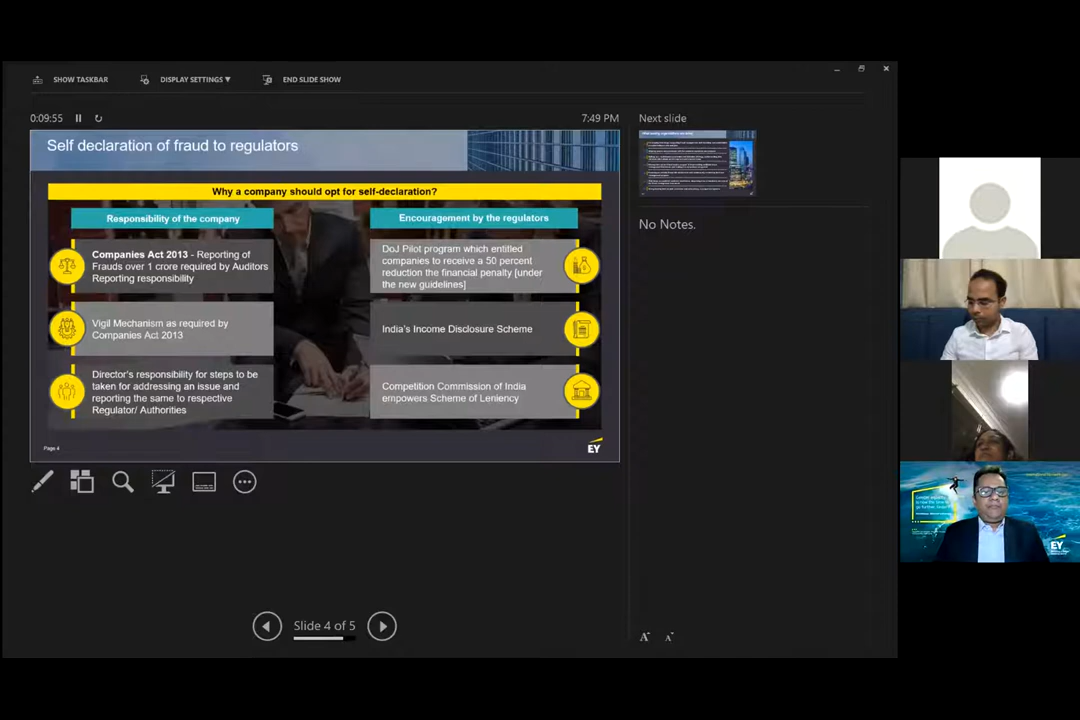 SHOW TASKBAR
DISPLAY SETTINGS ▼
END SLIDE SHOW
0:09:55
7:49 PM
Self declaration of fraud to regulators
Why a company should opt for self-declaration?
Responsibility of the company
Companies Act 2013 - Reporting of
Frauds over 1 crore required by Auditors
Reporting responsibility
Vigil Mechanism as required by
Companies Act 2013
Director's responsibility for steps to be
taken for addressing an issue and
reporting the same to respective
Regulator/ Authorities
Encouragement by the regulators
DoJ Pilot program which entitled
companies to receive a 50 percent
reduction the financial penalty [under
the new guidelines]
India's Income Disclosure Scheme
Competition Commission of India
empowers Scheme of Leniency
Page 4
EY
Slide 4 of 5
Next slide
No Notes.
A
A
EY